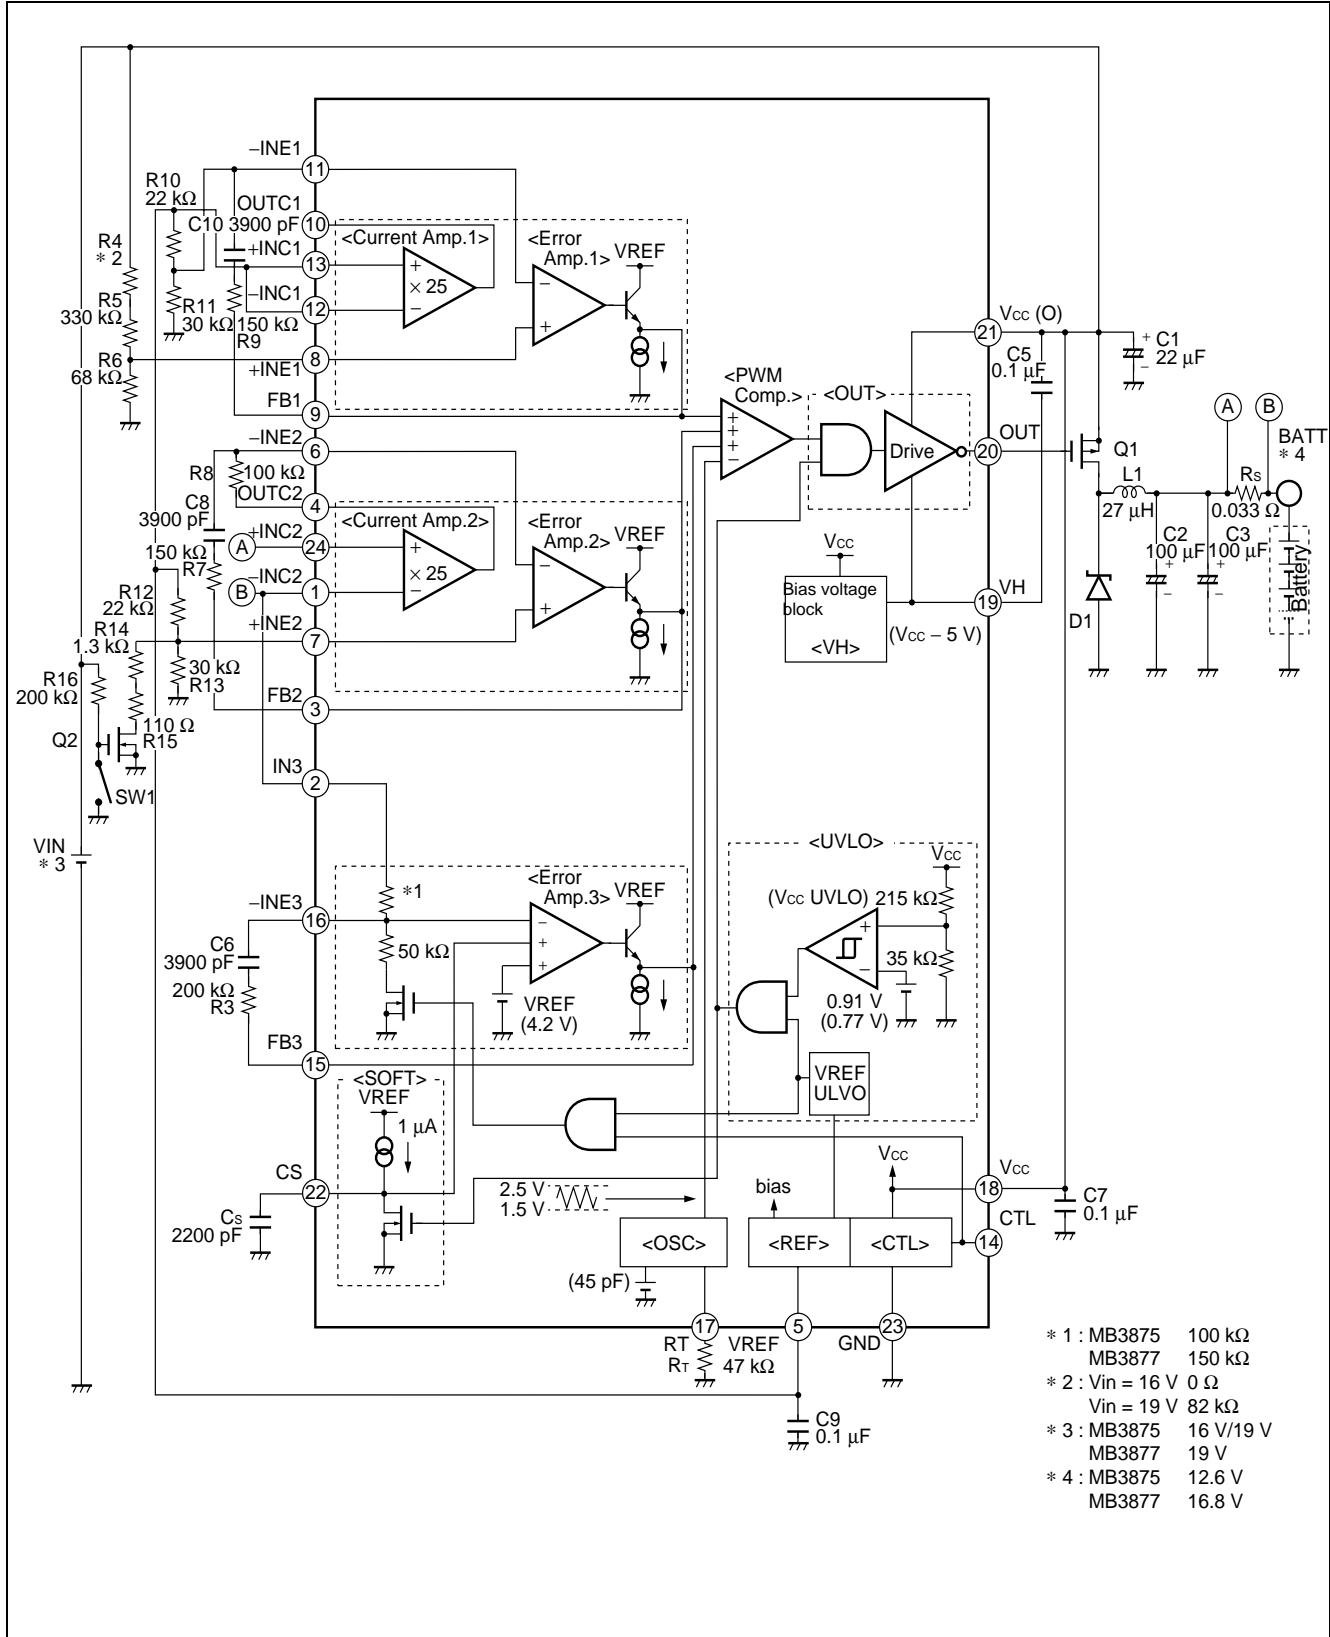 −INE1
11
R10
22 kΩ
OUTC1
C10 3900 pF
10
R4
∗ 2
+INC1
13
−INC1
12
R5
330 kΩ
R11
30 kΩ
150 kΩ
R9
R6
68 kΩ
8
+INE1
FB1
9
<Current Amp.1>
+
× 25
−
<Error
Amp.1>
VREF
−
+
−INE2
6
R8
100 kΩ
OUTC2
4
C8
3900 pF
+INC2
A
24
150 kΩ
R7
−INC2
B
1
R12
22 kΩ
+INE2
7
R14
1.3 kΩ
30 kΩ
R13
R16
200 kΩ
FB2
3
110 Ω
R15
Q2
SW1
IN3
2
VIN
∗ 3
<Current Amp.2>
+
× 25
−
<Error
Amp.2>
VREF
−
+
<PWM
Comp.>
+
+
+
−
<OUT>
Drive
Vcc
Bias voltage
block
<VH>
(Vcc − 5 V)
21
Vcc (O)
C5
0.1 μF
+
−
C1
22 μF
OUT
20
Q1
A
B
BATT
∗ 4
L1
27 μH
Rs
0.033 Ω
C2
100 μF
+
−
C3
100 μF
+
−
Battery
D1
VH
19
∗1
−INE3
16
50 kΩ
C6
3900 pF
200 kΩ
R3
FB3
15
<Error
Amp.3>
VREF
−
+
+
VREF
(4.2 V)
<UVLO>
Vcc
(Vcc UVLO)
215 kΩ
+
−
35 kΩ
0.91 V
(0.77 V)
VREF
ULVO
<SOFT>
VREF
1 μA
CS
22
Cs
2200 pF
2.5 V
1.5 V
<OSC>
(45 pF)
bias
<REF>
Vcc
<CTL>
Vcc
18
CTL
14
C7
0.1 μF
17
RT
RT
47 kΩ
VREF
5
GND
23
C9
0.1 μF
∗ 1 : MB3875 100 kΩ
MB3877 150 kΩ
∗ 2 : Vin = 16 V 0 Ω
Vin = 19 V 82 kΩ
∗ 3 : MB3875 16 V/19 V
MB3877 19 V
∗ 4 : MB3875 12.6 V
MB3877 16.8 V